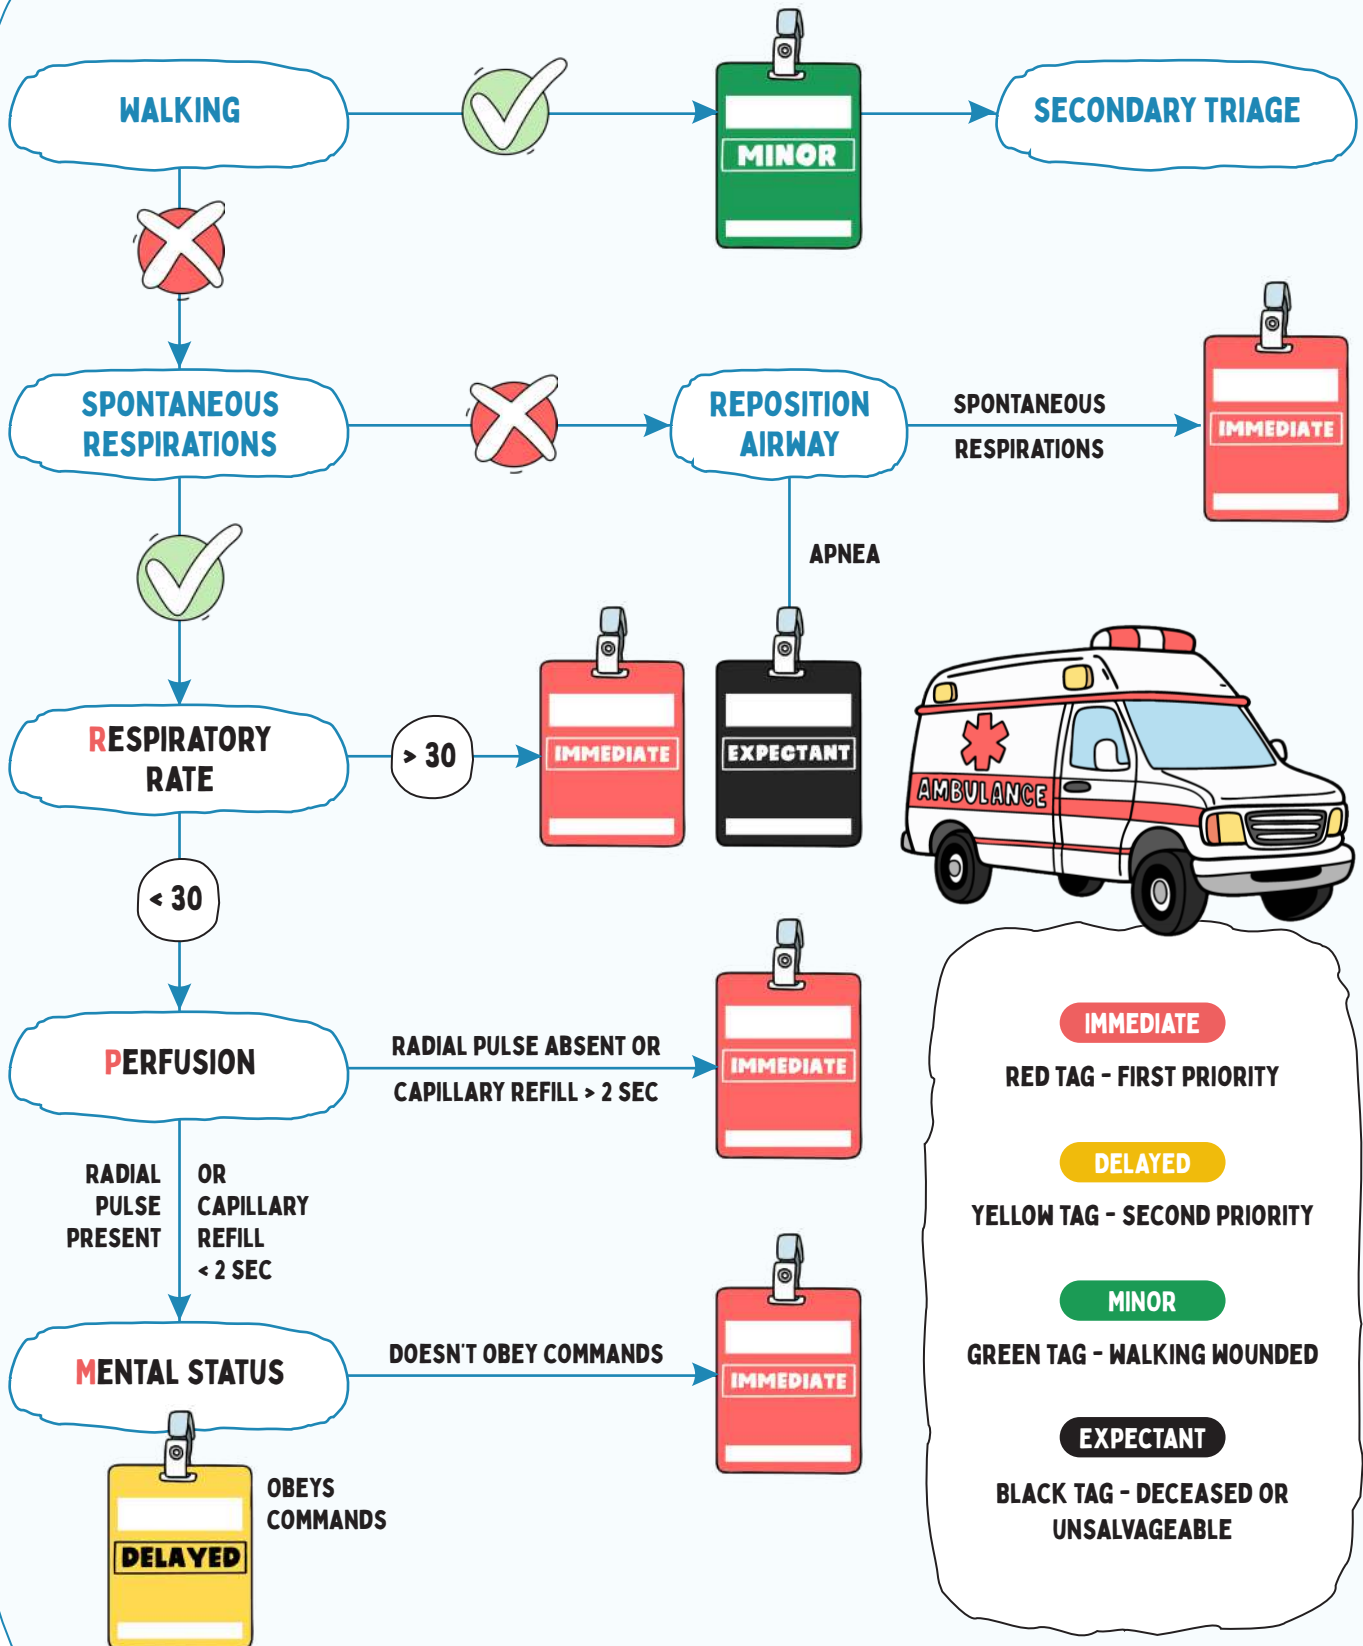 WALKING
MINOR
SECONDARY TRIAGE
SPONTANEOUS
RESPIRATIONS
REPOSITION
AIRWAY
SPONTANEOUS
RESPIRATIONS
IMMEDIATE
APNEA
RESPIRATORY
RATE
> 30
IMMEDIATE
EXPECTANT
AMBULANCE
< 30
PERFUSION
RADIAL PULSE ABSENT OR
CAPILLARY REFILL > 2 SEC
IMMEDIATE
RADIAL
PULSE
PRESENT
OR
CAPILLARY
REFILL
< 2 SEC
MENTAL STATUS
DOESN'T OBEY COMMANDS
IMMEDIATE
OBEYS
COMMANDS
DELAYED
IMMEDIATE
RED TAG - FIRST PRIORITY
DELAYED
YELLOW TAG - SECOND PRIORITY
MINOR
GREEN TAG - WALKING WOUNDED
EXPECTANT
BLACK TAG - DECEASED OR
UNSALVAGEABLE